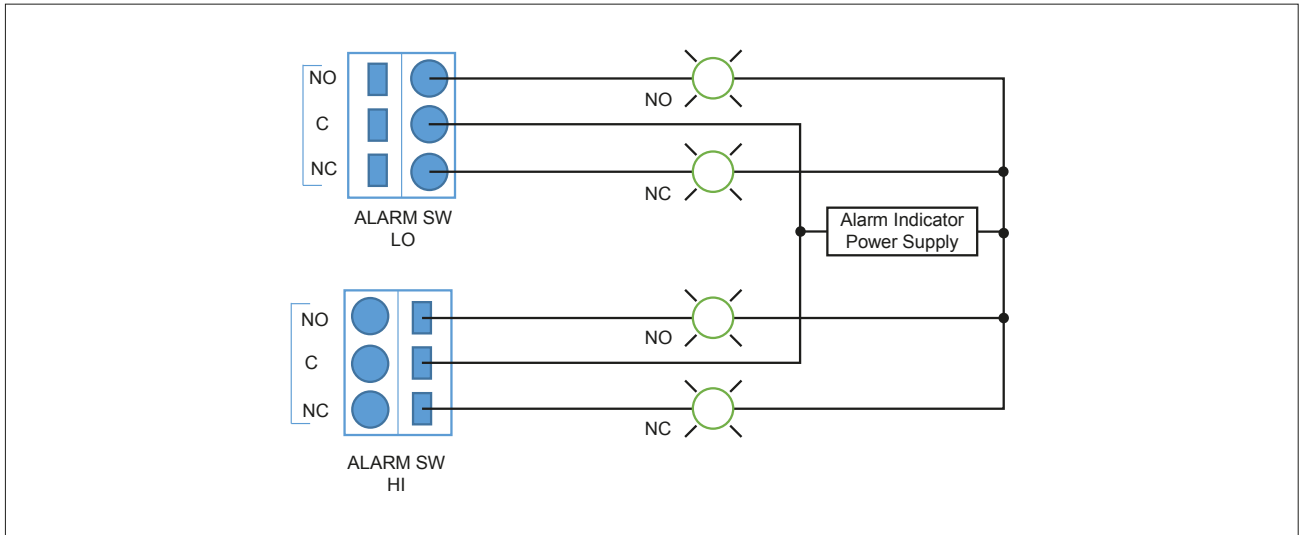 NO
C
NC
ALARM SW
LO
NO
NC
Alarm Indicator
Power Supply
NO
C
NC
ALARM SW
HI
NO
NC